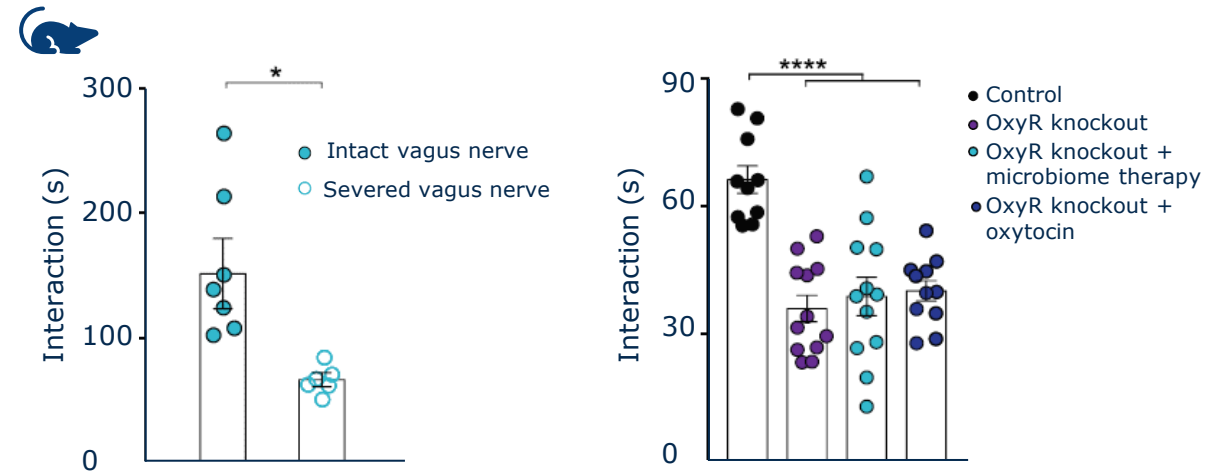 *
300
200
100
0
Interaction (s)
Intact vagus nerve
Severed vagus nerve
****
90
60
30
0
Interaction (s)
Control
OxyR knockout
OxyR knockout +
microbiome therapy
OxyR knockout +
oxytocin